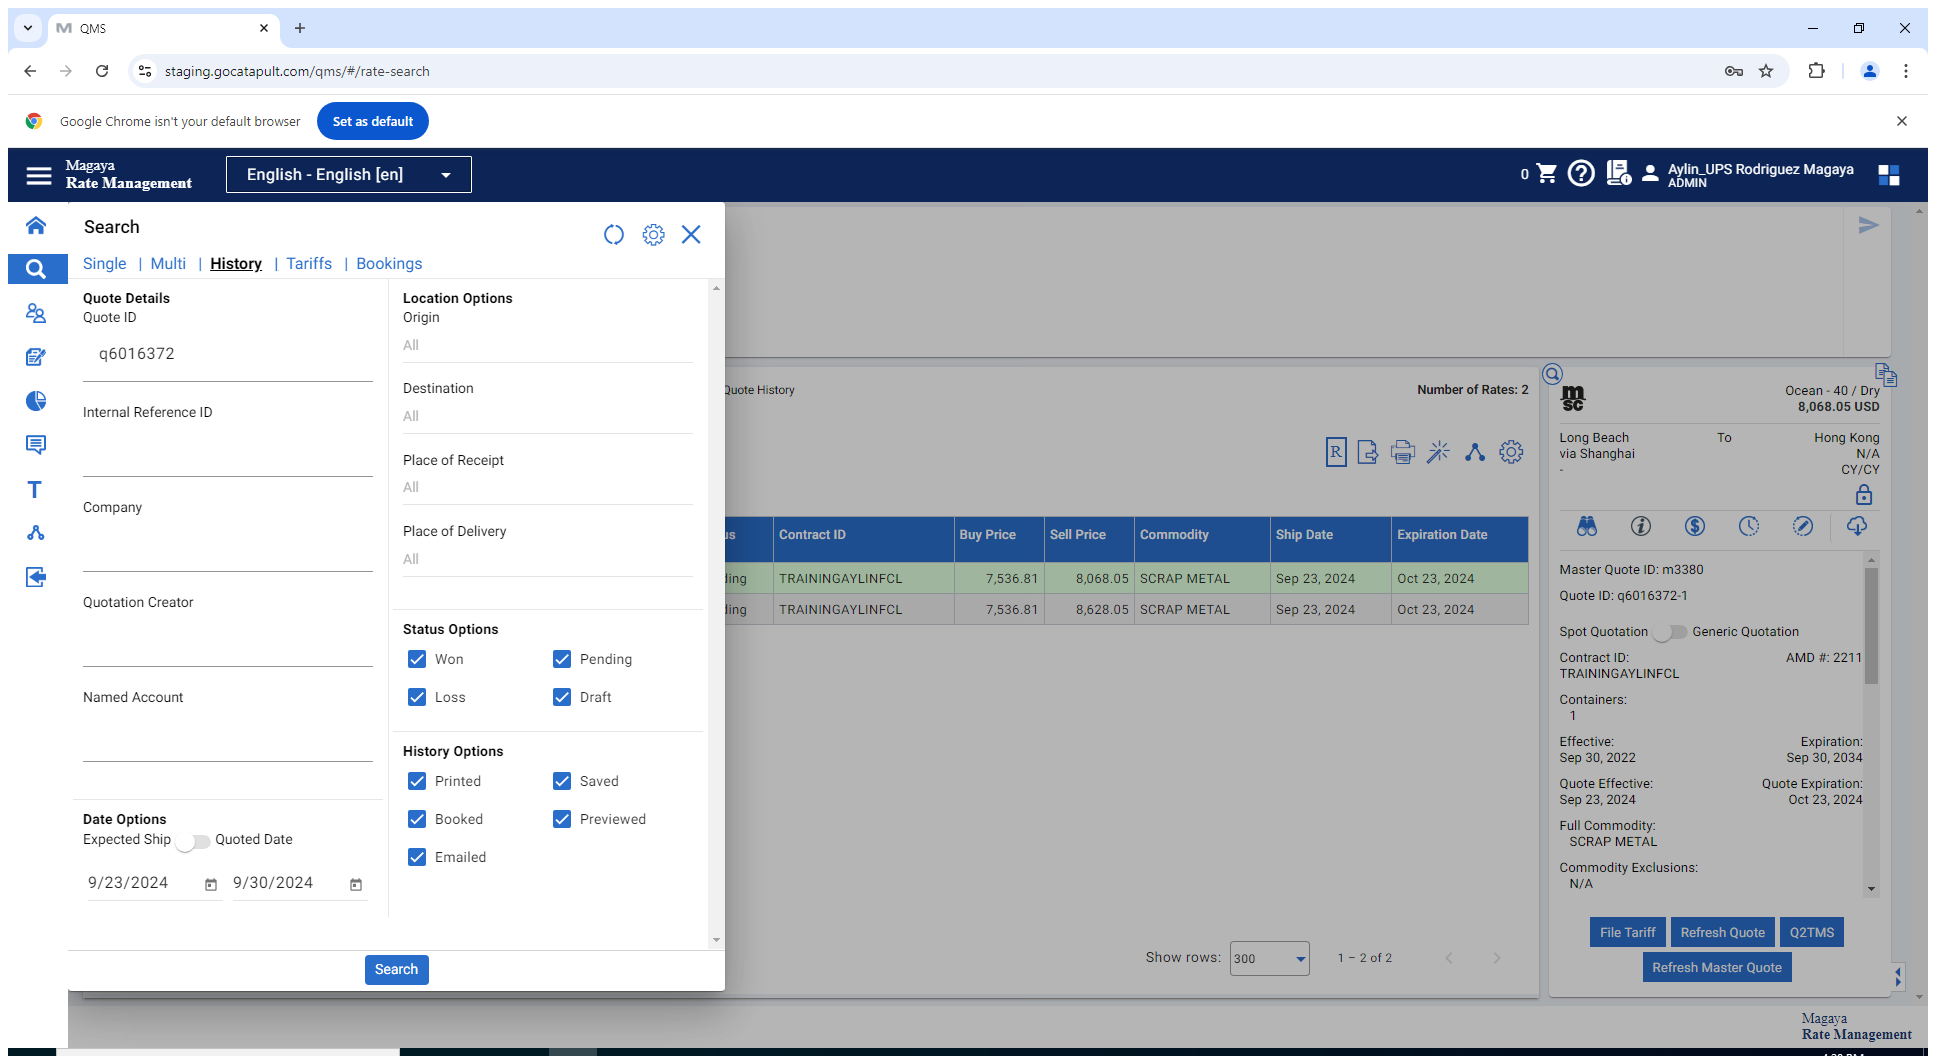 QMS
staging.gocatapult.com/qms/#/rate-search
Google Chrome isn't your default browser
Set as default
Magaya
Rate Management
English - English [en]
0
Aylin_UPS Rodriguez Magaya
ADMIN
Search
Single | Multi | History | Tariffs | Bookings
Quote Details
Quote ID
q6016372
Internal Reference ID
Company
Quotation Creator
Named Account
Date Options
Expected Ship Quoted Date
9/23/2024 9/30/2024
Location Options
Origin
All
Destination
All
Place of Receipt
All
Place of Delivery
All
Status Options
Won Pending
Loss Draft
History Options
Printed Saved
Booked Previewed
Emailed
Search
Quote History
Number of Rates: 2
R
us Contract ID Buy Price Sell Price Commodity Ship Date Expiration Date
ding TRAININGAYLINFCL 7,536.81 8,068.05 SCRAP METAL Sep 23, 2024 Oct 23, 2024
ding TRAININGAYLINFCL 7,536.81 8,628.05 SCRAP METAL Sep 23, 2024 Oct 23, 2024
Show rows: 300 1 – 2 of 2
m
sc
Ocean - 40 / Dry
8,068.05 USD
Long Beach To Hong Kong
via Shanghai N/A
- CY/CY
Master Quote ID: m3380
Quote ID: q6016372-1
Spot Quotation Generic Quotation
Contract ID: AMD #: 2211
TRAININGAYLINFCL
Containers:
1
Effective: Expiration:
Sep 30, 2022 Sep 30, 2034
Quote Effective: Quote Expiration:
Sep 23, 2024 Oct 23, 2024
Full Commodity:
SCRAP METAL
Commodity Exclusions:
N/A
File Tariff Refresh Quote Q2TMS
Refresh Master Quote
Magaya
Rate Management